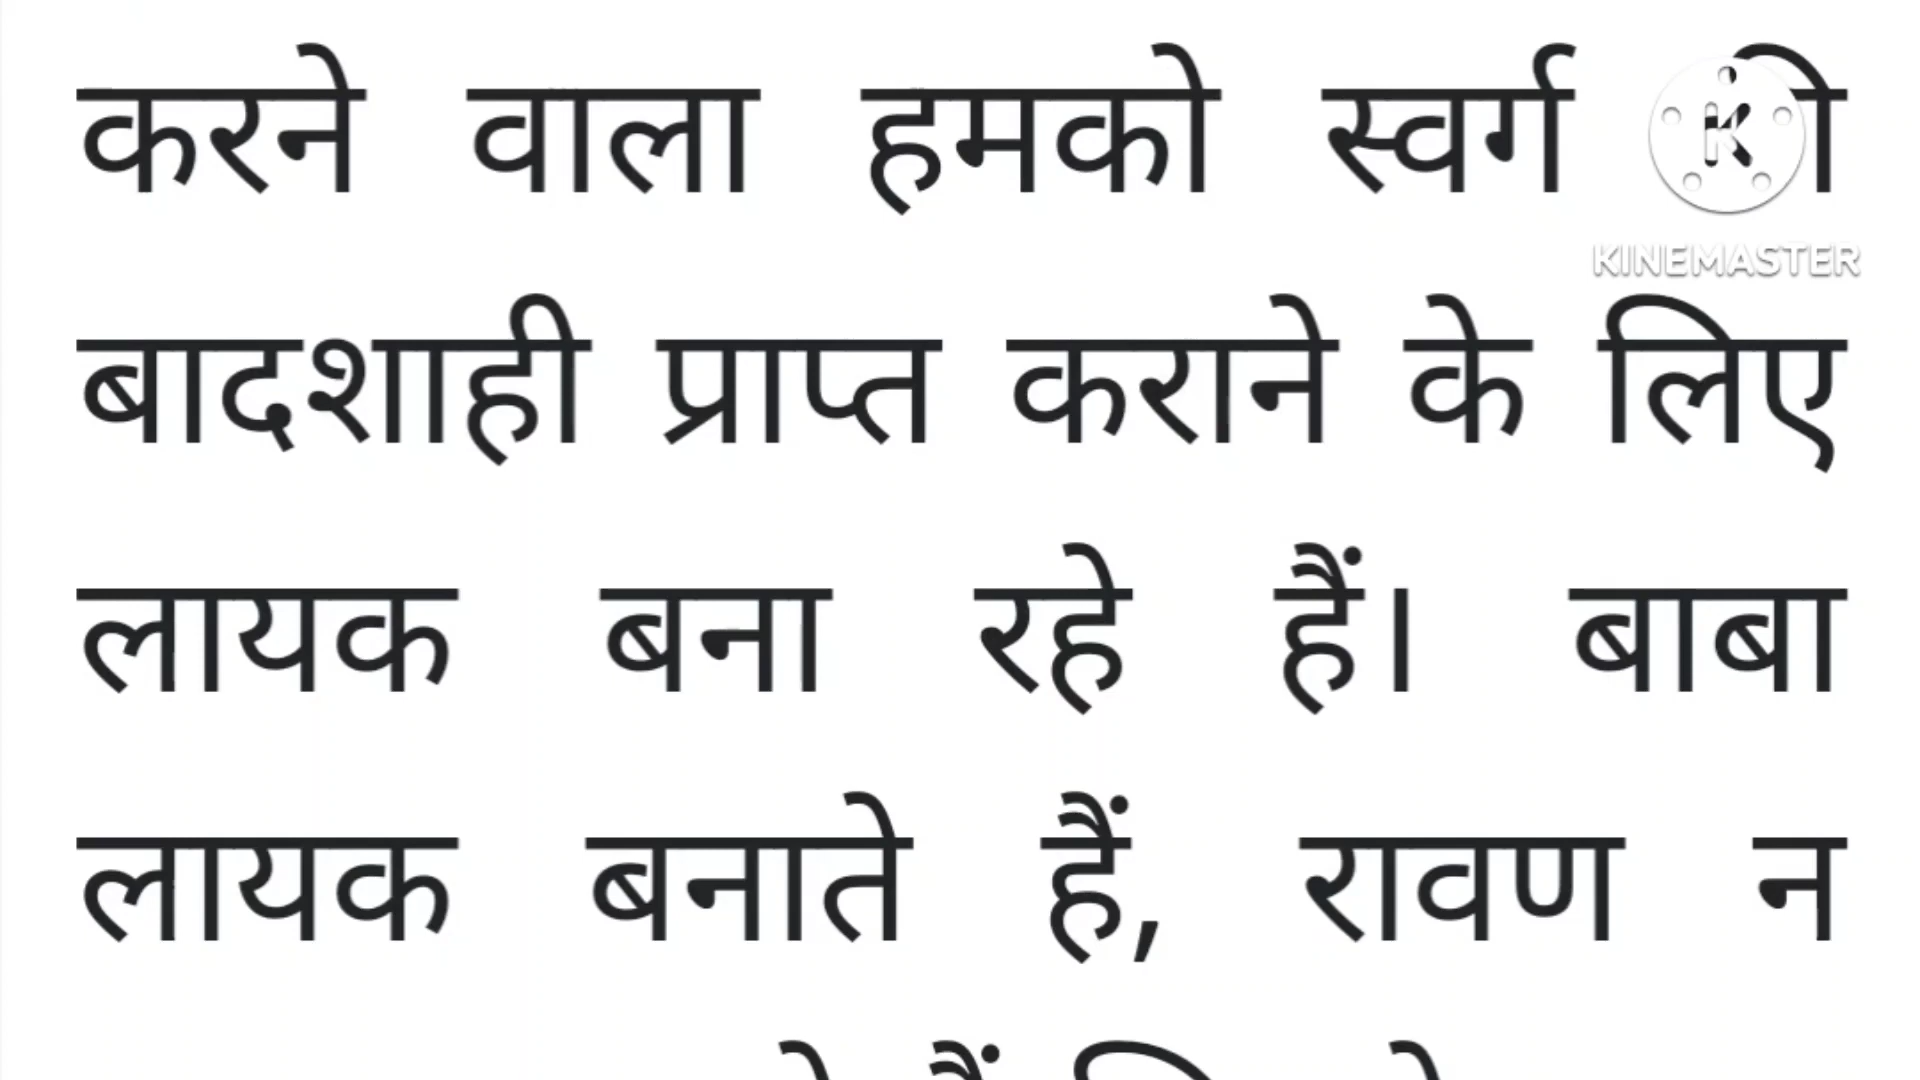 करने वाला हमको स्वर्ग की
KINEMASTER
बादशाही प्राप्त कराने के लिए
लायक बना रहे हैं। बाबा
लायक बनाते हैं, रावण न